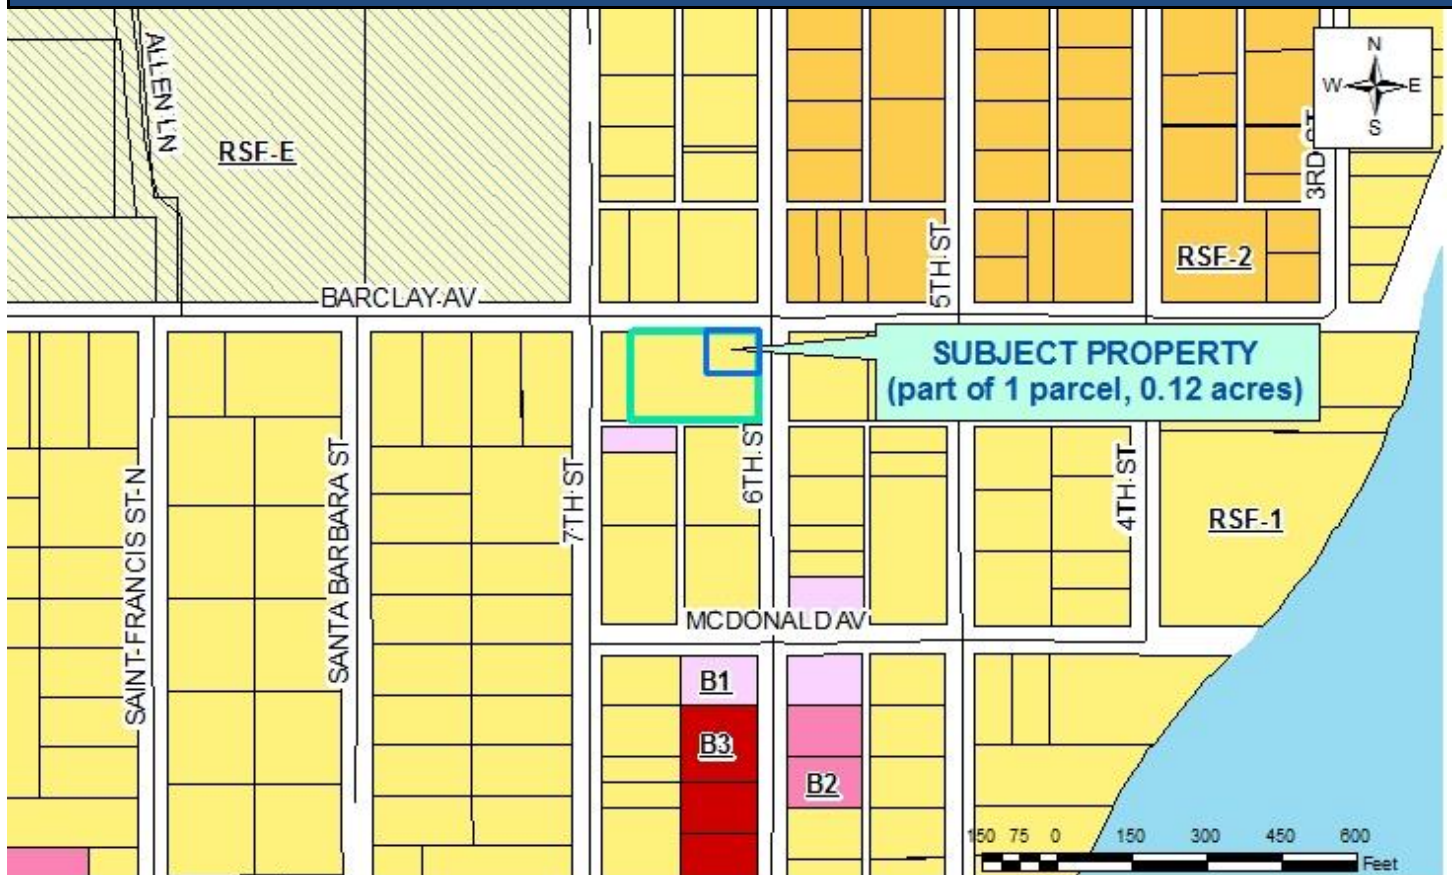 N
W E
S
ALLEN LN
RSF-E
3RD ST
5TH ST
RSF-2
BARCLAY AV
SUBJECT PROPERTY
(part of 1 parcel, 0.12 acres)
SAINT FRANCIS ST N
SANTA BARBARA ST
7TH ST
6TH ST
4TH ST
RSF-1
MCDONALD AV
B1
B3
B2
150 75 0 150 300 450 600
Feet